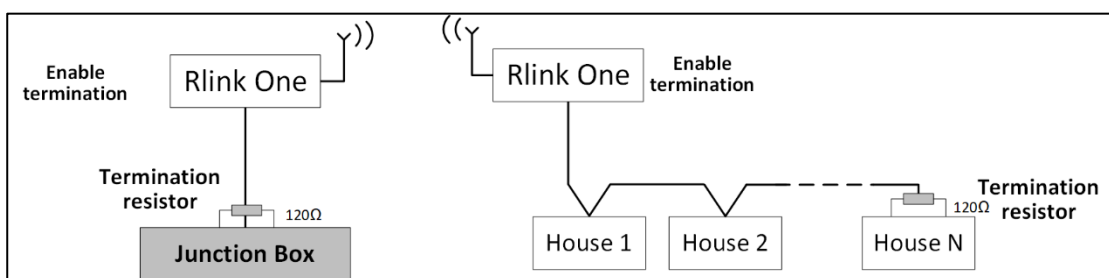 Enable
termination
Rlink One
Rlink One
Enable
termination
Termination
resistor
120Ω
Junction Box
House 1
House 2
House N
120Ω
Termination
resistor